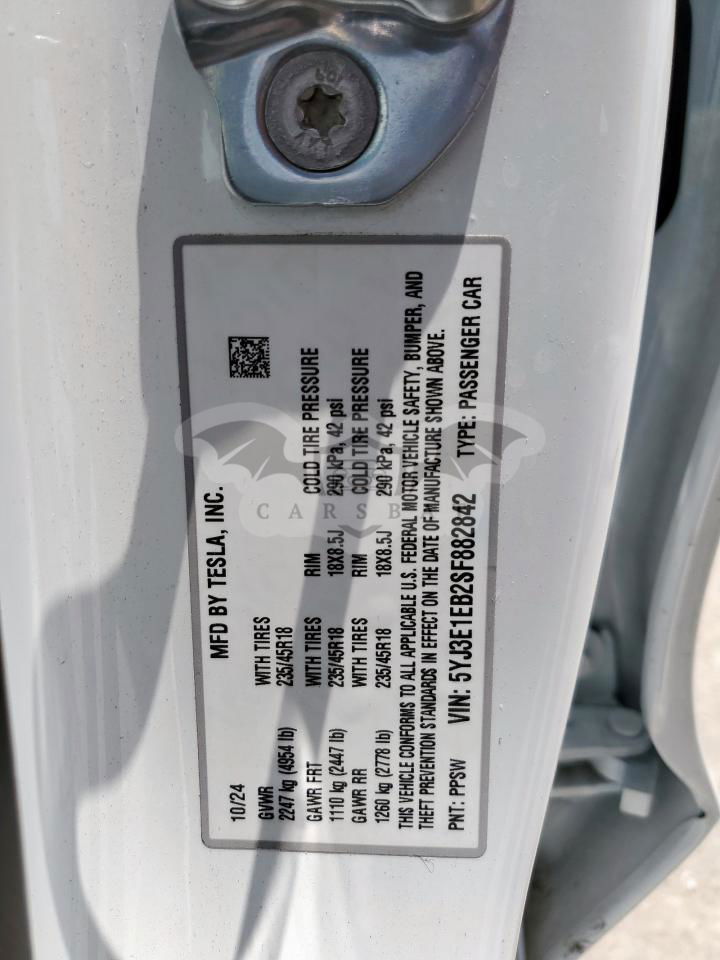 MFD BY TESLA, INC.
10/24
GVWR
2247 kg (4954 lb) WITH TIRES 235/45R18
GAWR FRT WITH TIRES RIM COLD TIRE PRESSURE
1110 kg (2447 lb) 235/45R18 18X8.5J 290 kPa, 42 psi
GAWR RR WITH TIRES RIM COLD TIRE PRESSURE
1260 kg (2778 lb) 235/45R18 18X8.5J 290 kPa, 42 psi
THIS VEHICLE CONFORMS TO ALL APPLICABLE U.S. FEDERAL MOTOR VEHICLE SAFETY, BUMPER, AND
THEFT PREVENTION STANDARDS IN EFFECT ON THE DATE OF MANUFACTURE SHOWN ABOVE.
PNT: PPSW VIN: 5YJ3E1EB2SF882842 TYPE: PASSENGER CAR